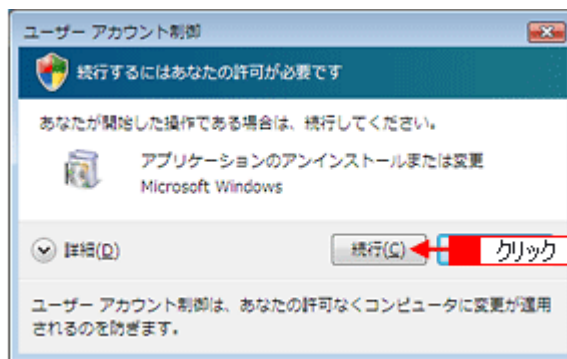 ユーザー アカウント制御
続行するにはあなたの許可が必要です
あなたが開始した操作である場合は、続行してください。
アプリケーションのアンインストールまたは変更
Microsoft Windows
詳細(D)
続行(C)
クリック
ユーザー アカウント制御は、あなたの許可なくコンピュータに変更が適用
されるのを防ぎます。